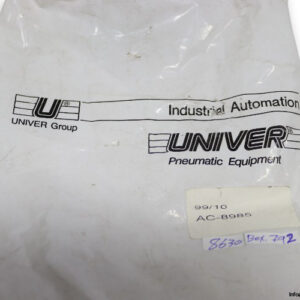 Industrial Automation
U
UNIVER Group
UNIVER
Pneumatic Equipment
99/10
AC-8985
8630 Box 292